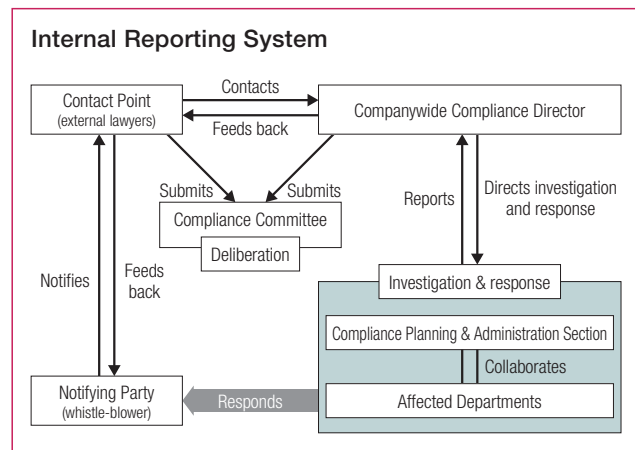 Internal Reporting System
Contact Point
(external lawyers)
Contacts
Feeds back
Companywide Compliance Director
Submits
Submits
Compliance Committee
Deliberation
Reports
Directs investigation
and response
Notifies
Feeds
back
Investigation & response
Compliance Planning & Administration Section
Collaborates
Affected Departments
Responds
Notifying Party
(whistle-blower)